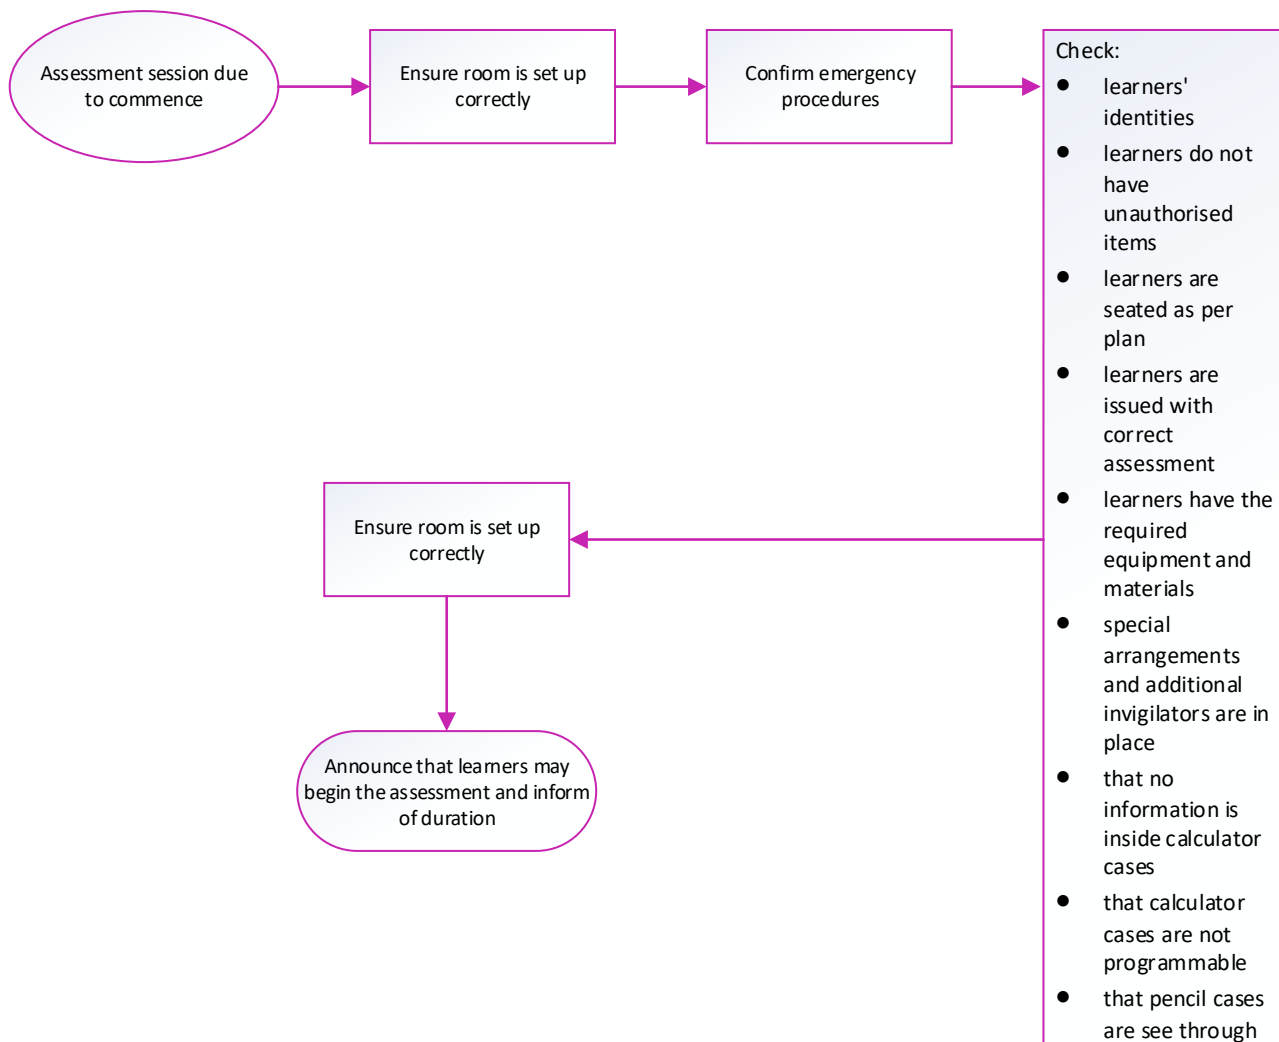 Assessment session due
to commence
Ensure room is set up
correctly
Confirm emergency
procedures
Check:
● learners'
identities
● learners do not
have
unauthorised
items
● learners are
seated as per
plan
● learners are
issued with
correct
assessment
● learners have the
required
equipment and
materials
● special
arrangements
and additional
invigilators are in
place
● that no
information is
inside calculator
cases
● that calculator
cases are not
programmable
● that pencil cases
are see through
Ensure room is set up
correctly
Announce that learners may
begin the assessment and inform
of duration